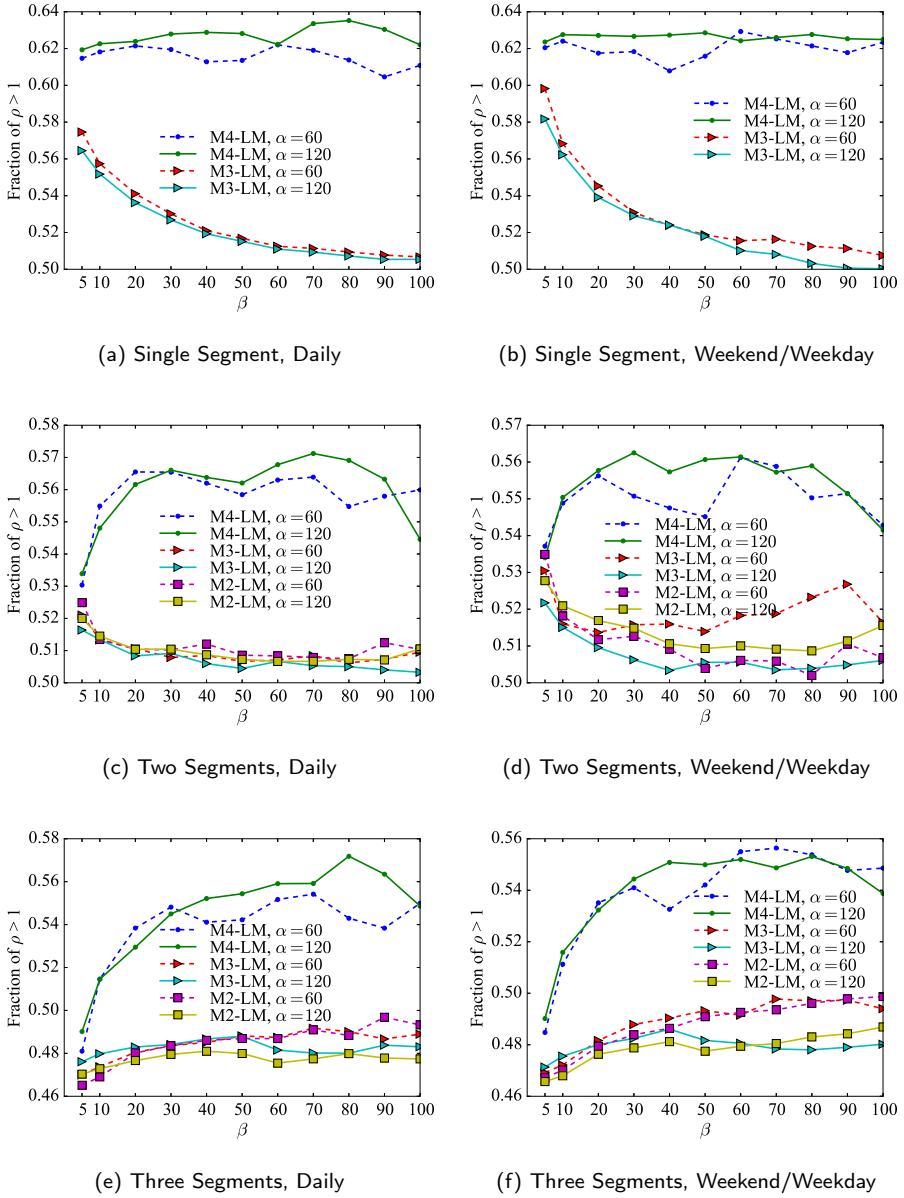 0.64
0.62
0.60
0.58
0.56
0.54
0.52
0.50
Fraction of ρ > 1
M4-LM, α=60
M4-LM, α=120
M3-LM, α=60
M3-LM, α=120
5 10 20 30 40 50 60 70 80 90 100
β
(a) Single Segment, Daily
0.64
0.62
0.60
0.58
0.56
0.54
0.52
0.50
Fraction of ρ > 1
M4-LM, α=60
M4-LM, α=120
M3-LM, α=60
M3-LM, α=120
5 10 20 30 40 50 60 70 80 90 100
β
(b) Single Segment, Weekend/Weekday
0.58
0.57
0.56
0.55
0.54
0.53
0.52
0.51
0.50
Fraction of ρ > 1
M4-LM, α=60
M4-LM, α=120
M3-LM, α=60
M3-LM, α=120
M2-LM, α=60
M2-LM, α=120
5 10 20 30 40 50 60 70 80 90 100
β
(c) Two Segments, Daily
0.57
0.56
0.55
0.54
0.53
0.52
0.51
0.50
Fraction of ρ > 1
M4-LM, α=60
M4-LM, α=120
M3-LM, α=60
M3-LM, α=120
M2-LM, α=60
M2-LM, α=120
5 10 20 30 40 50 60 70 80 90 100
β
(d) Two Segments, Weekend/Weekday
0.58
0.56
0.54
0.52
0.50
0.48
0.46
Fraction of ρ > 1
M4-LM, α=60
M4-LM, α=120
M3-LM, α=60
M3-LM, α=120
M2-LM, α=60
M2-LM, α=120
5 10 20 30 40 50 60 70 80 90 100
β
(e) Three Segments, Daily
0.56
0.54
0.52
0.50
0.48
0.46
Fraction of ρ > 1
M4-LM, α=60
M4-LM, α=120
M3-LM, α=60
M3-LM, α=120
M2-LM, α=60
M2-LM, α=120
5 10 20 30 40 50 60 70 80 90 100
β
(f) Three Segments, Weekend/Weekday